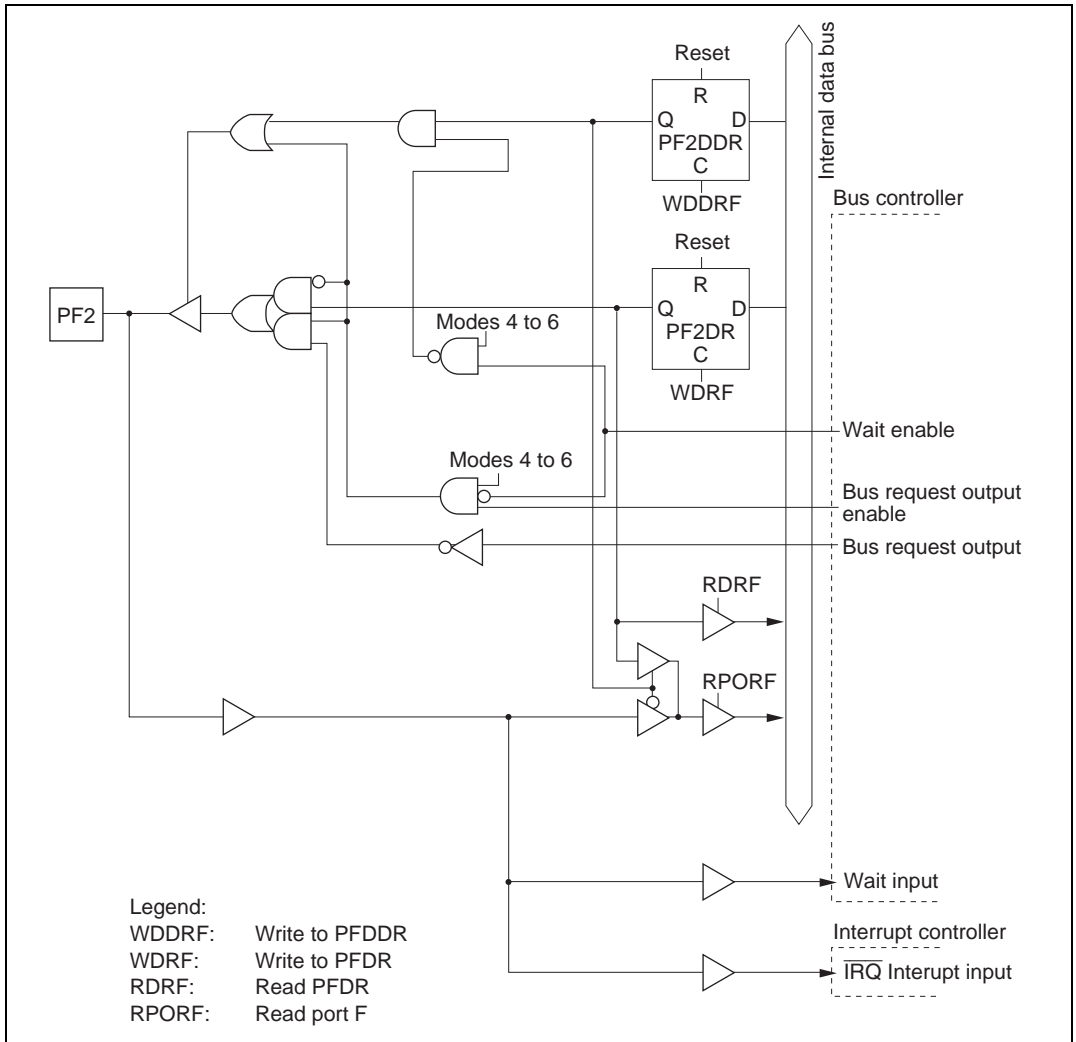 Reset
R
Q D
PF2DDR
C
WDDRF
Internal data bus
Bus controller
Reset
R
Q D
PF2DR
C
WDRF
PF2
Modes 4 to 6
Wait enable
Modes 4 to 6
Bus request output
enable
Bus request output
RDRF
RPORF
Wait input
Legend:
WDDRF: Write to PFDDR
WDRF: Write to PFDR
RDRF: Read PFDR
RPORF: Read port F
Interrupt controller
I̅R̅Q̅ Interupt input